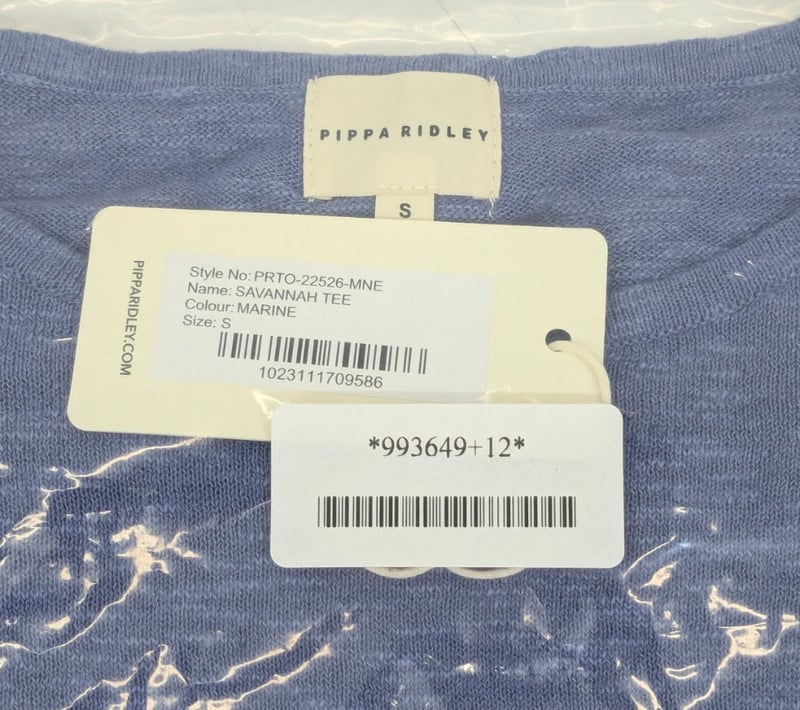 PIPPA RIDLEY
S
PIPPARIDLEY.COM
Style No: PRTO-22526-MNE
Name: SAVANNAH TEE
Colour: MARINE
Size: S
1023111709586
*993649+12*